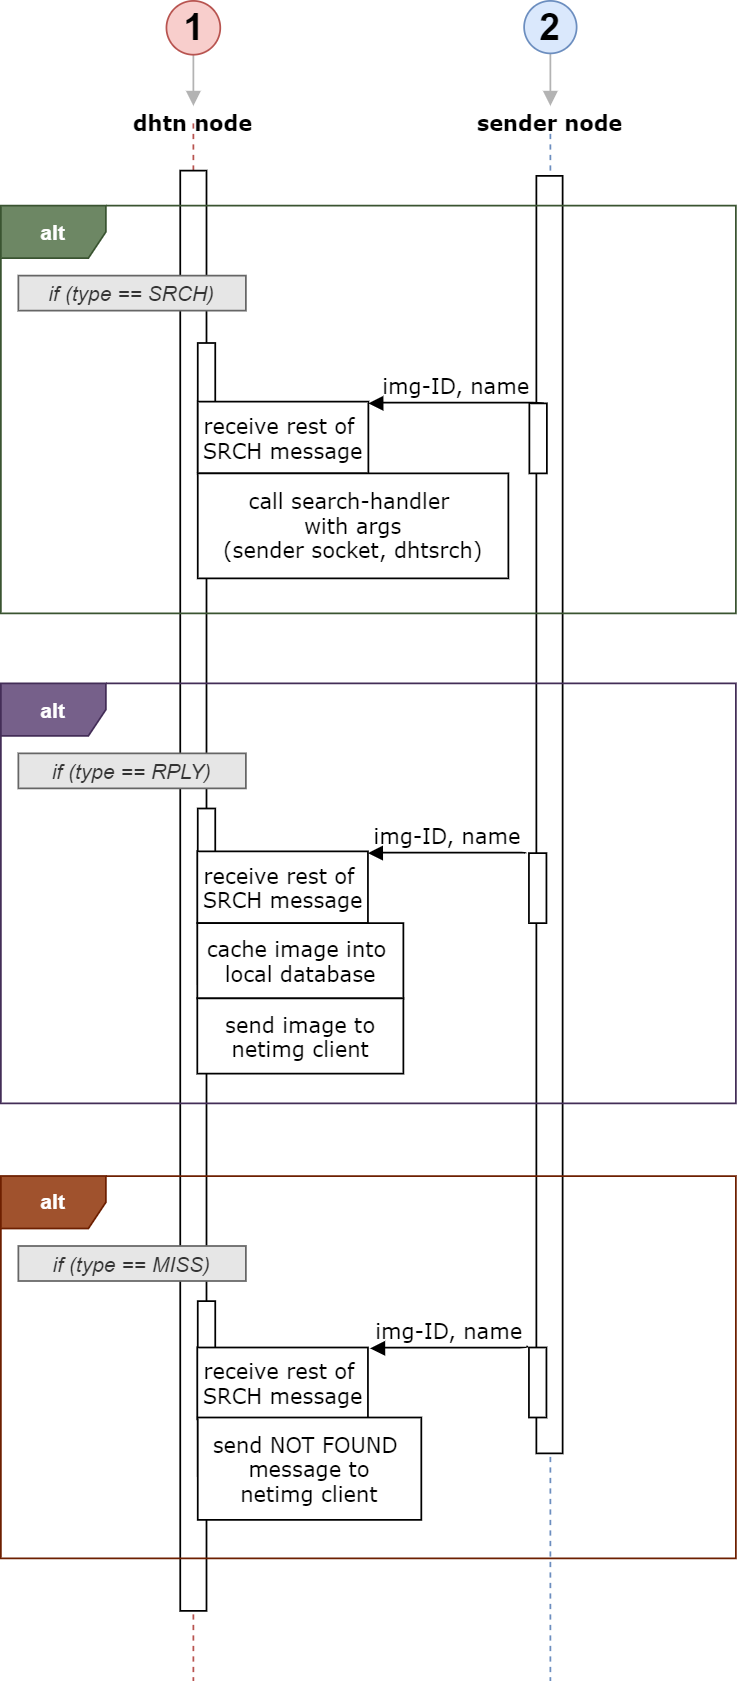 1
2
dhtn node
sender node
alt
if (type == SRCH)
img-ID, name
receive rest of
SRCH message
call search-handler
with args
(sender socket, dhtsrch)
alt
if (type == RPLY)
img-ID, name
receive rest of
SRCH message
cache image into
local database
send image to
netimg client
alt
if (type == MISS)
img-ID, name
receive rest of
SRCH message
send NOT FOUND
message to
netimg client